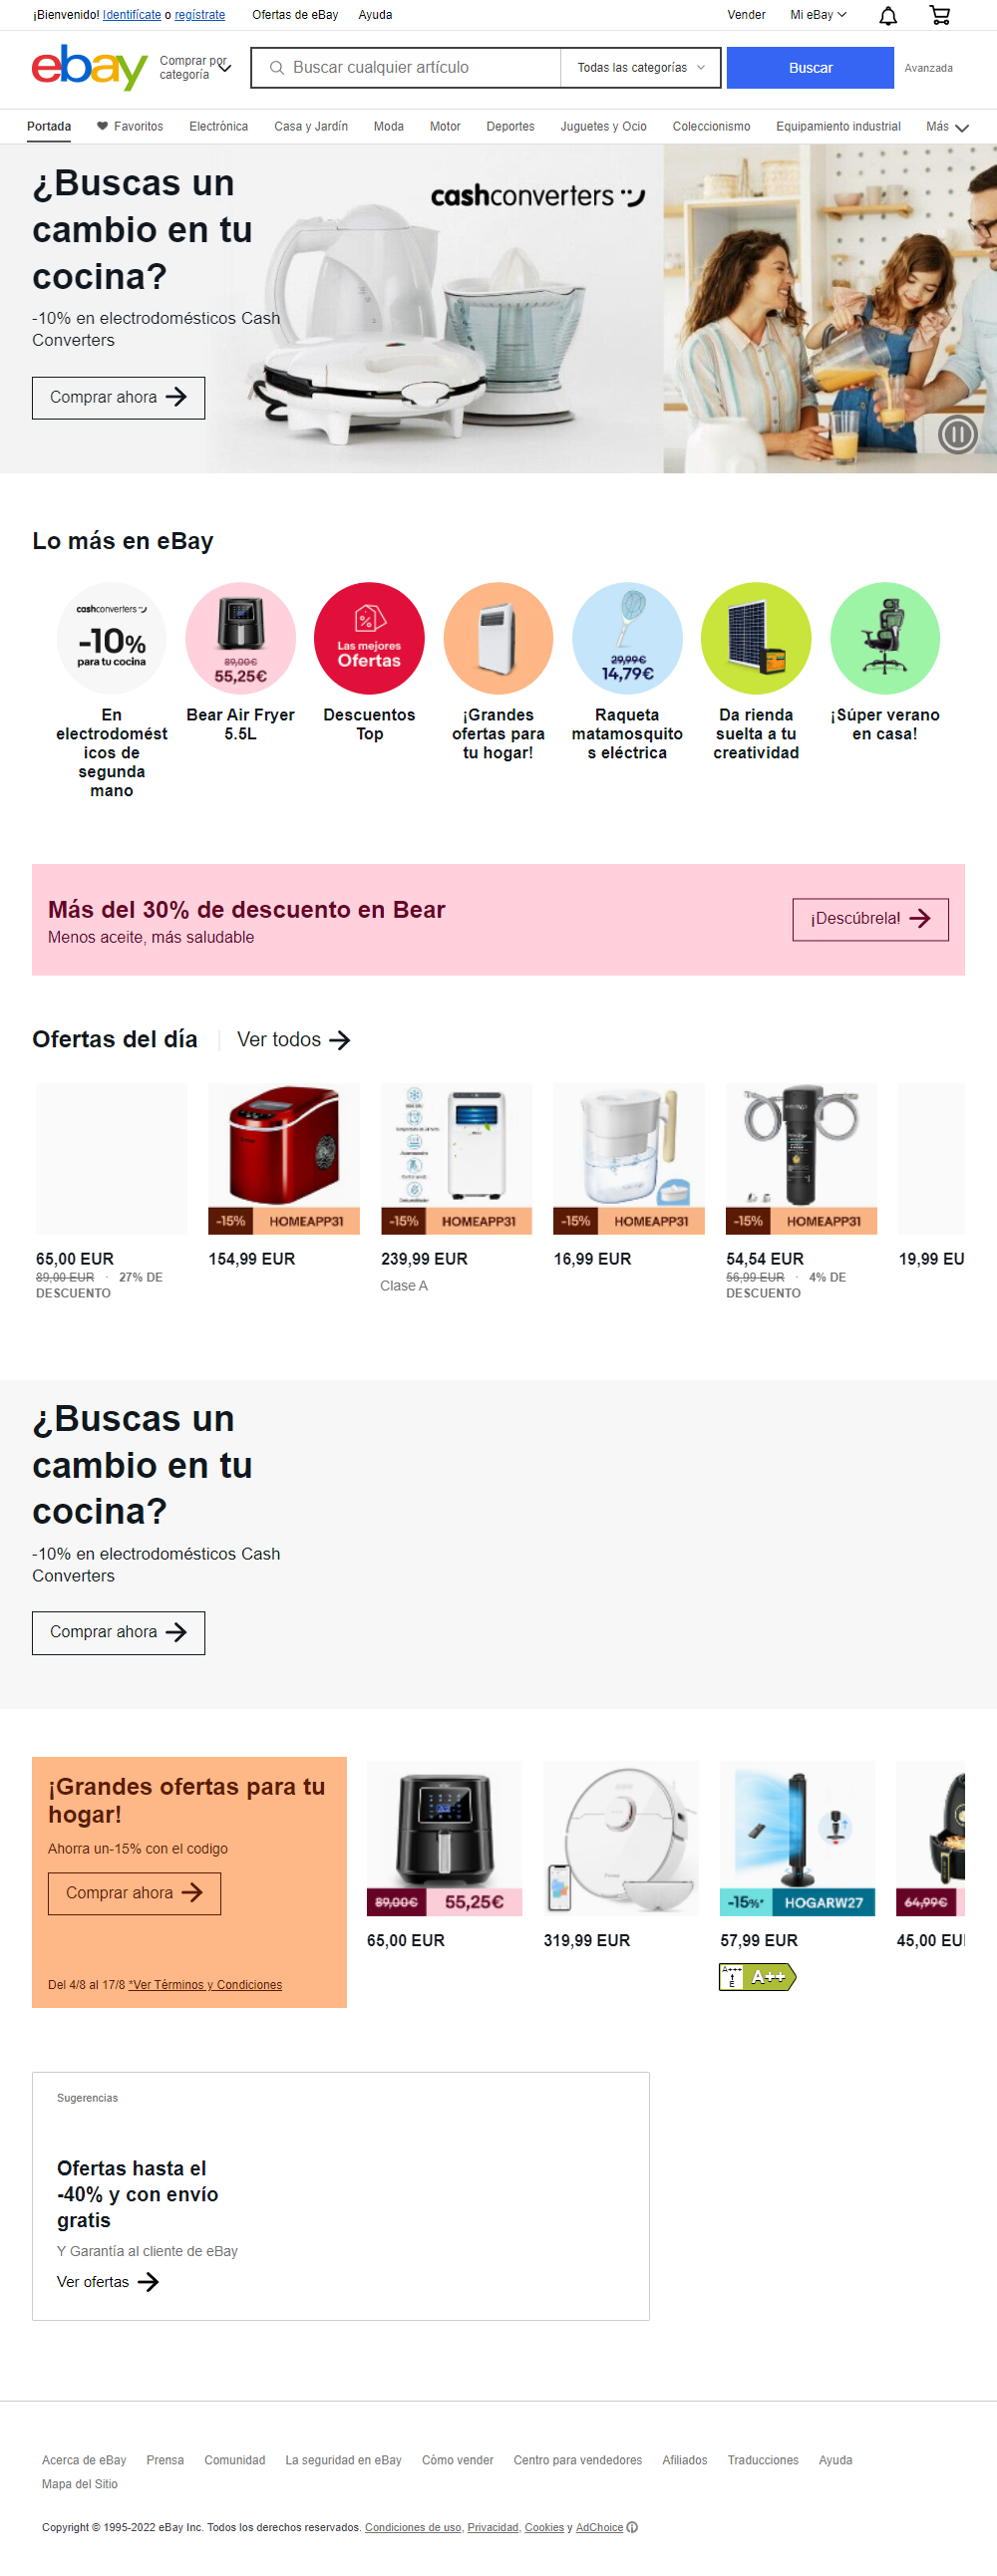 ¡Bienvenido! Identifícate o regístrate
Ofertas de eBay
Ayuda
Vender
Mi eBay
ebay
Comprar por
categoría
Buscar cualquier artículo
Todas las categorías
Buscar
Avanzada
Portada
Favoritos
Electrónica
Casa y Jardín
Moda
Motor
Deportes
Juguetes y Ocio
Coleccionismo
Equipamiento industrial
Más
¿Buscas un
cambio en tu
cocina?
-10% en electrodomésticos Cash
Converters
Comprar ahora
cashconverters
Lo más en eBay
cashconverters
-10%
para tu cocina
En
electrodomést
icos de
segunda
mano
89,00€
55,25€
Bear Air Fryer
5.5L
Las mejores
Ofertas
Descuentos
Top
¡Grandes
ofertas para
tu hogar!
29,99€
14,79€
Raqueta
matamosquito
s eléctrica
Da rienda
suelta a tu
creatividad
¡Súper verano
en casa!
Más del 30% de descuento en Bear
Menos aceite, más saludable
¡Descúbrela!
Ofertas del día
Ver todos
65,00 EUR
89,00 EUR · 27% DE
DESCUENTO
-15% HOMEAPP31
154,99 EUR
-15% HOMEAPP31
239,99 EUR
Clase A
-15% HOMEAPP31
16,99 EUR
-15% HOMEAPP31
54,54 EUR
56,99 EUR · 4% DE
DESCUENTO
19,99 EU
¿Buscas un
cambio en tu
cocina?
-10% en electrodomésticos Cash
Converters
Comprar ahora
¡Grandes ofertas para tu
hogar!
Ahorra un-15% con el codigo
Comprar ahora
Del 4/8 al 17/8 *Ver Términos y Condiciones
89,00€ 55,25€
65,00 EUR
319,99 EUR
-15%* HOGARW27
57,99 EUR
A+++
E
A++
64,99€
45,00 EUI
Sugerencias
Ofertas hasta el
-40% y con envío
gratis
Y Garantía al cliente de eBay
Ver ofertas
Acerca de eBay
Prensa
Comunidad
La seguridad en eBay
Cómo vender
Centro para vendedores
Afiliados
Traducciones
Ayuda
Mapa del Sitio
Copyright © 1995-2022 eBay Inc. Todos los derechos reservados. Condiciones de uso, Privacidad, Cookies y AdChoice